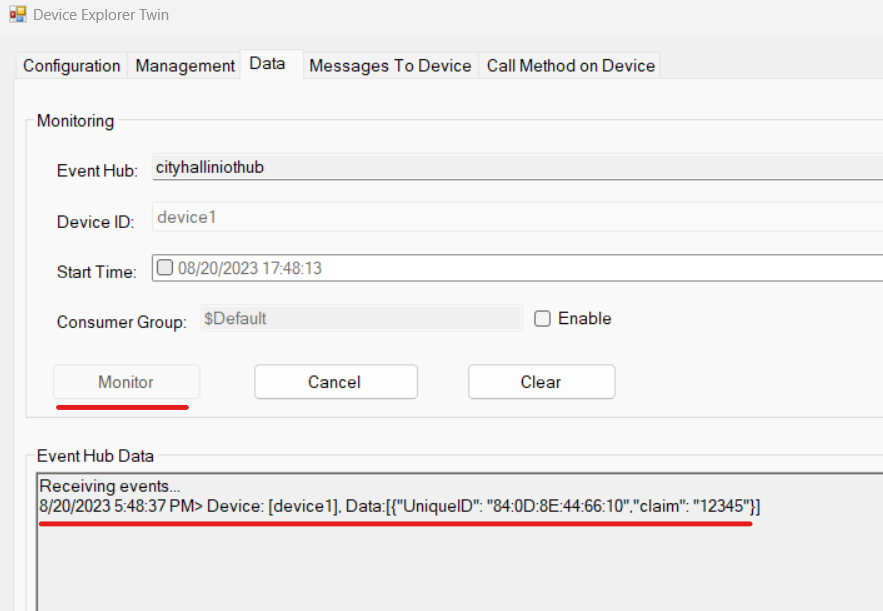 Device Explorer Twin
Configuration Management Data Messages To Device Call Method on Device
Monitoring
Event Hub: cityhalliniothub
Device ID: device1
Start Time: 08/20/2023 17:48:13
Consumer Group: $Default Enable
Monitor Cancel Clear
Event Hub Data
Receiving events...
8/20/2023 5:48:37 PM> Device: [device1], Data:[{"UniqueID": "84:0D:8E:44:66:10","claim": "12345"}]